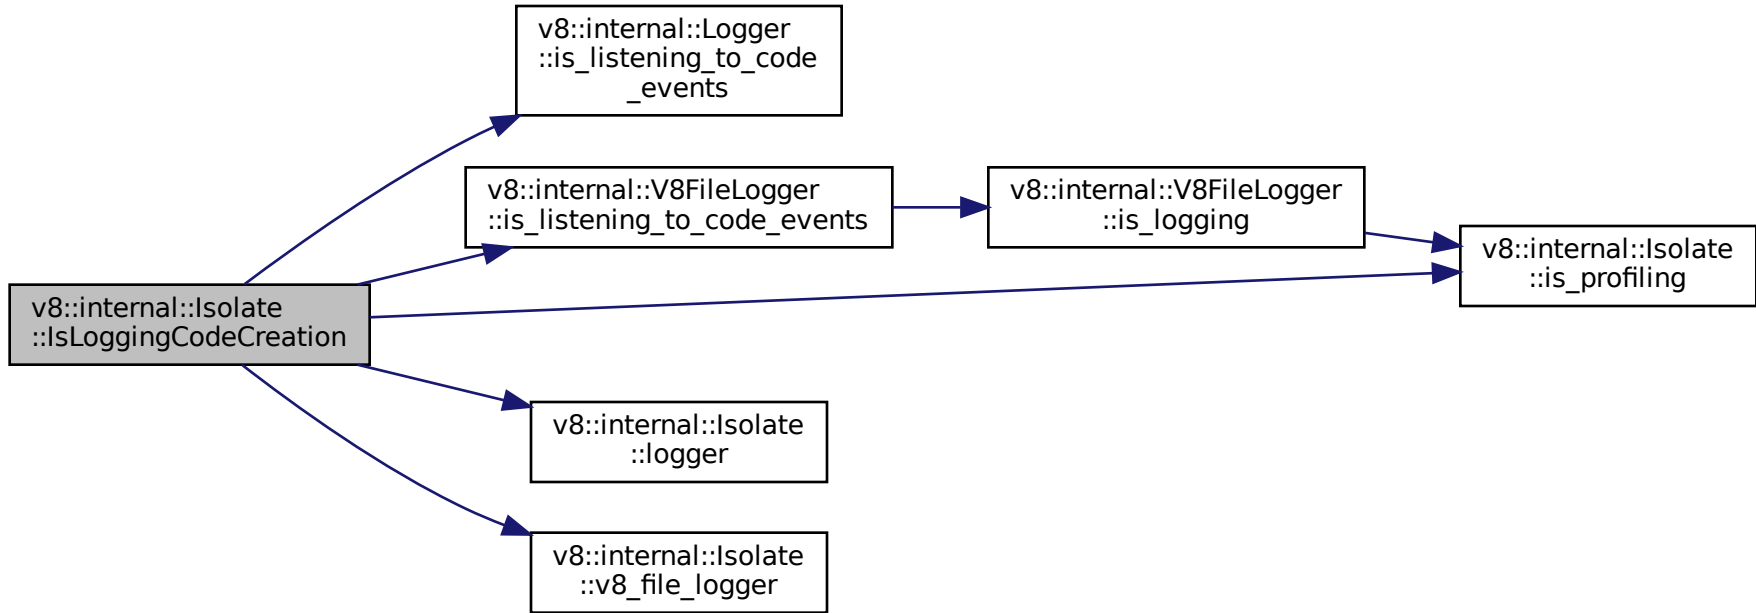 v8::internal::Logger
::is_listening_to_code
_events
v8::internal::V8FileLogger
::is_listening_to_code_events
v8::internal::V8FileLogger
::is_logging
v8::internal::Isolate
::is_profiling
v8::internal::Isolate
::IsLoggingCodeCreation
v8::internal::Isolate
::logger
v8::internal::Isolate
::v8_file_logger